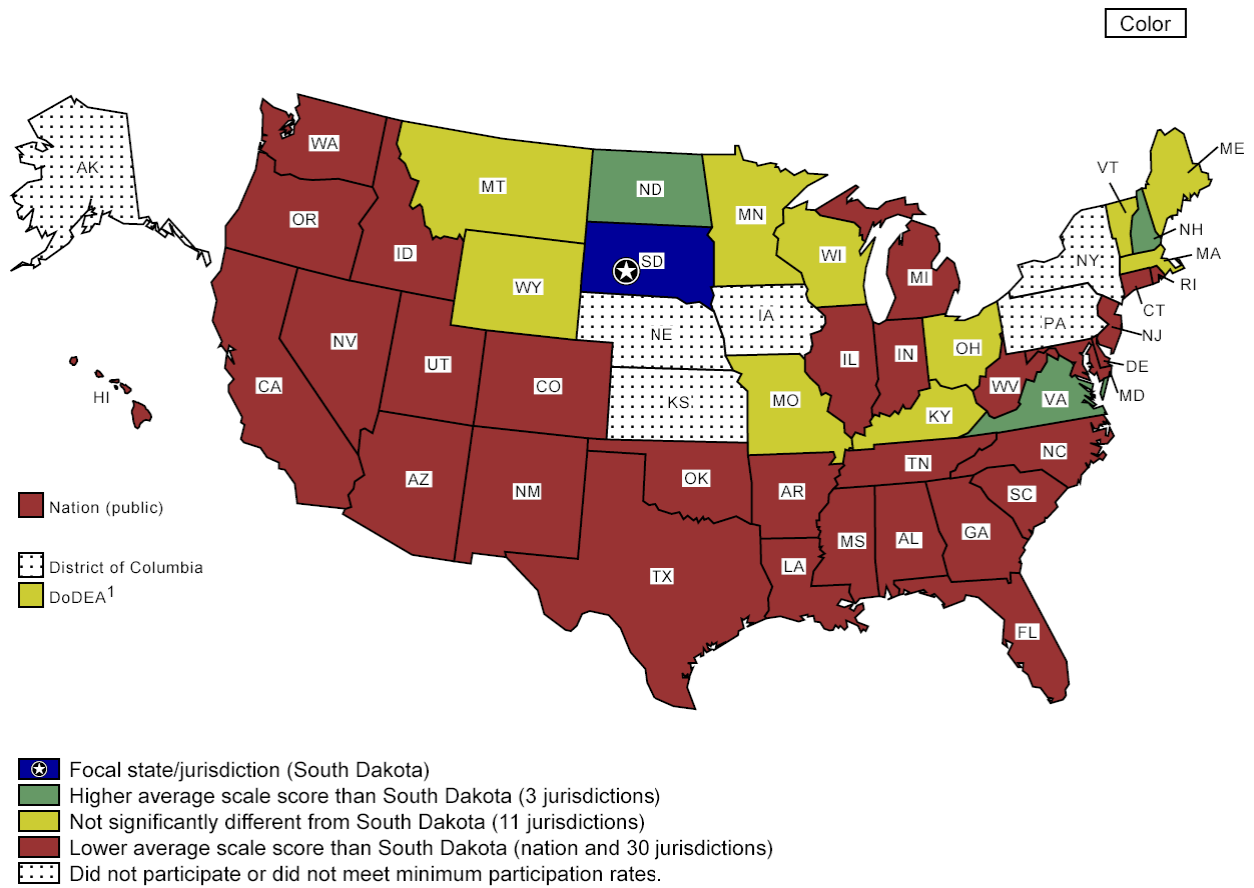 Color
AK
WA
OR
ID
MT
ND
MN
SD
WI
WY
NE
IA
MI
NY
VT
ME
NH
MA
RI
CT
NJ
PA
DE
MD
NV
UT
CA
CO
KS
MO
IL
IN
OH
WV
VA
KY
HI
AZ
NM
OK
AR
TN
NC
SC
MS
AL
GA
TX
LA
FL
Nation (public)
District of Columbia
DoDEA1
Focal state/jurisdiction (South Dakota)
Higher average scale score than South Dakota (3 jurisdictions)
Not significantly different from South Dakota (11 jurisdictions)
Lower average scale score than South Dakota (nation and 30 jurisdictions)
Did not participate or did not meet minimum participation rates.